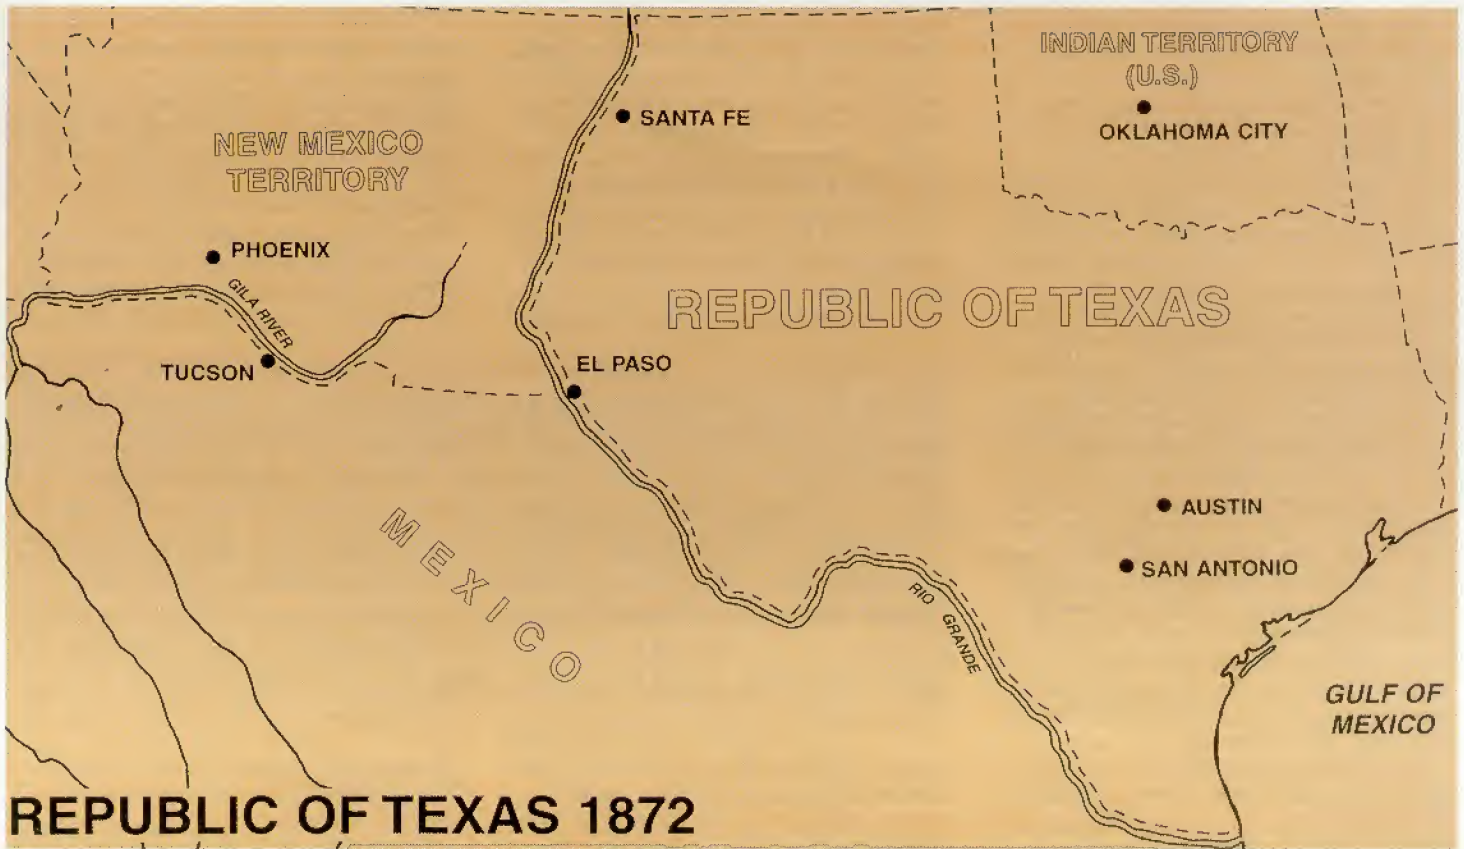 INDIAN TERRITORY
(U.S.)
OKLAHOMA CITY
SANTA FE
NEW MEXICO
TERRITORY
PHOENIX
GILA RIVER
REPUBLIC OF TEXAS
EL PASO
TUCSON
MEXICO
AUSTIN
SAN ANTONIO
RIO GRANDE
GULF OF
MEXICO
REPUBLIC OF TEXAS 1872